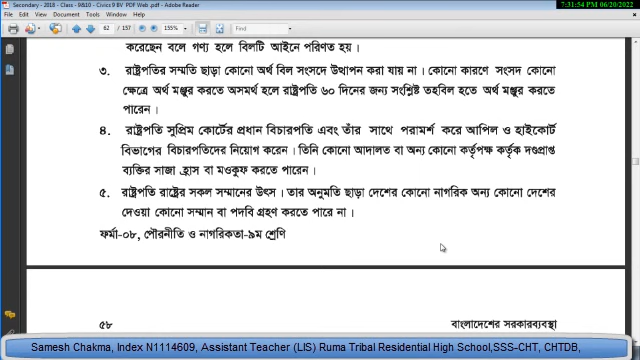 Secondary - 2018 - Class - 9&10 - Civics 9 BV PDF Web .pdf - Adobe Reader
7:31:54 PM 06/20/2022
File Edit View Document Tools Window Help
62 / 157 135% Find
করেছেন বলে গণ্য হলে বিলটি আইনে পরিণত হয়।
৩. রাষ্ট্রপতির সম্মতি ছাড়া কোনো অর্থ বিল সংসদে উত্থাপন করা যায় না। কোনো কারণে সংসদ কোনো
ক্ষেত্রে অর্থ মঞ্জুর করতে অসমর্থ হলে রাষ্ট্রপতি ৬০ দিনের জন্য সংশ্লিষ্ট তহবিল হতে অর্থ মঞ্জুর করতে
পারেন।
৪. রাষ্ট্রপতি সুপ্রিম কোর্টের প্রধান বিচারপতি এবং তাঁর সাথে পরামর্শ করে আপিল ও হাইকোর্ট
বিভাগের বিচারপতিদের নিয়োগ করেন। তিনি কোনো আদালত বা অন্য কোনো কর্তৃপক্ষ কর্তৃক দণ্ডপ্রাপ্ত
ব্যক্তির সাজা হ্রাস বা মওকুফ করতে পারেন।
৫. রাষ্ট্রপতি রাষ্ট্রের সকল সম্মানের উৎস। তার অনুমতি ছাড়া দেশের কোনো নাগরিক অন্য কোনো দেশের
দেওয়া কোনো সম্মান বা পদবি গ্রহণ করতে পারে না।
ফর্মা-০৮, পৌরনীতি ও নাগরিকতা-৯ম শ্রেণি
৫৮ বাংলাদেশের সরকারব্যবস্থা
Samesh Chakma, Index N1114609, Assistant Teacher (LIS) Ruma Tribal Residential High School,SSS-CHT, CHTDB,